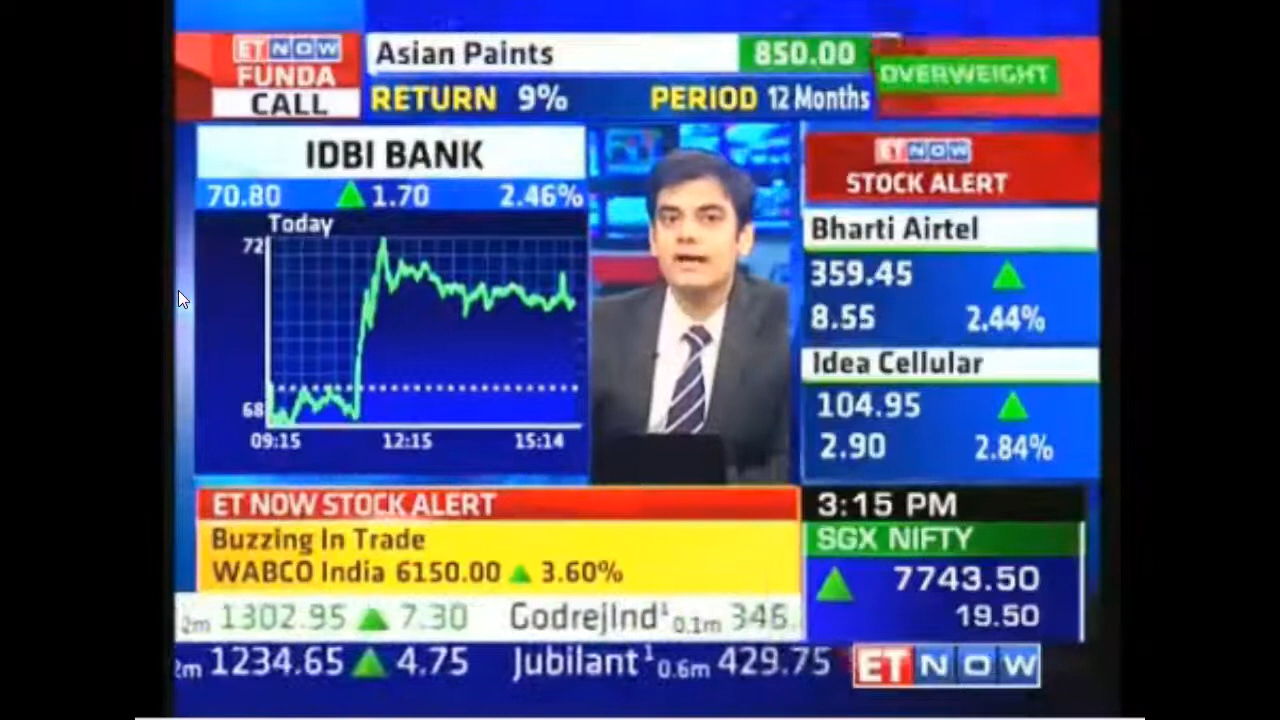 ET NOW
FUNDA
CALL
Asian Paints 850.00
RETURN 9% PERIOD 12 Months
OVERWEIGHT
IDBI BANK
70.80 ▲ 1.70 2.46%
Today
72
68
09:15 12:15 15:14
ET NOW
STOCK ALERT
Bharti Airtel
359.45 ▲
8.55 2.44%
Idea Cellular
104.95 ▲
2.90 2.84%
ET NOW STOCK ALERT
Buzzing In Trade
WABCO India 6150.00 ▲ 3.60%
3:15 PM
SGX NIFTY
▲ 7743.50
19.50
2m 1302.95 ▲ 7.30 GodrejInd¹ 0.1m 346.
2m 1234.65 ▲ 4.75 Jubilant¹ 0.6m 429.75
ET NOW